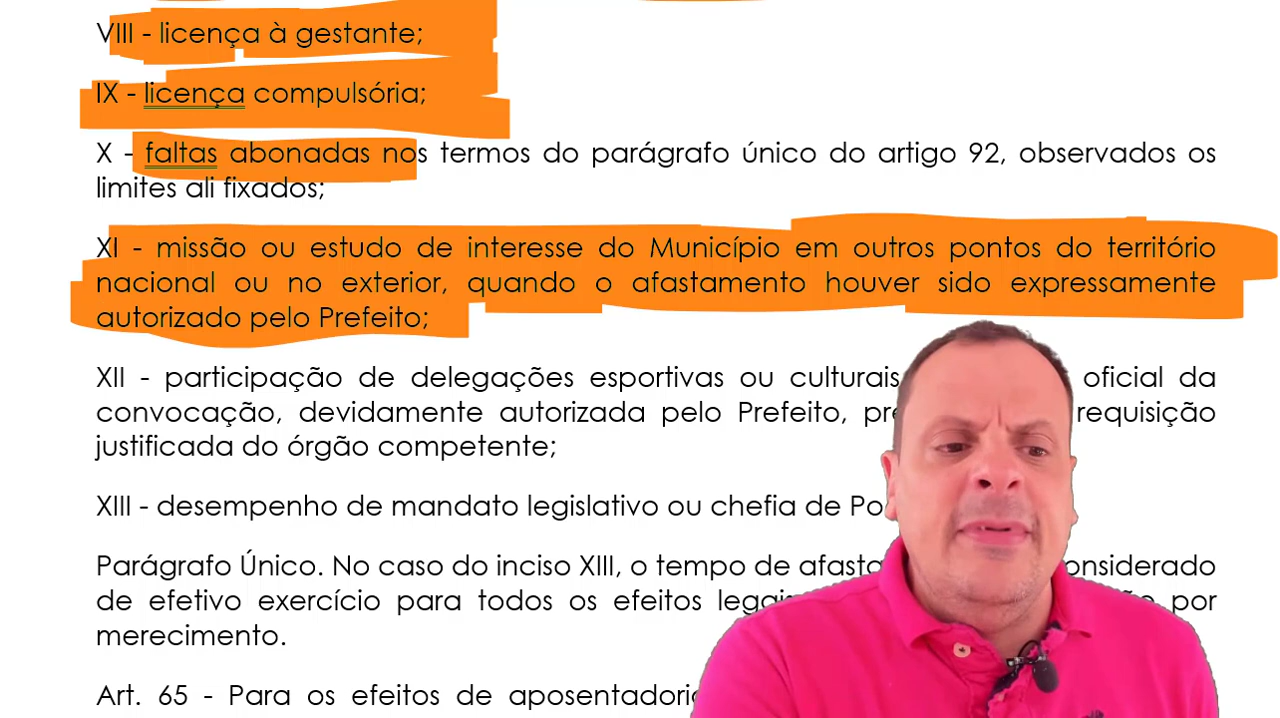 VIII - licença à gestante;
IX - licença compulsória;
X - faltas abonadas nos termos do parágrafo único do artigo 92, observados os
limites ali fixados;
XI - missão ou estudo de interesse do Município em outros pontos do território
nacional ou no exterior, quando o afastamento houver sido expressamente
autorizado pelo Prefeito;
XII - participação de delegações esportivas ou culturais oficial da
convocação, devidamente autorizada pelo Prefeito, requisição
justificada do órgão competente;
XIII - desempenho de mandato legislativo ou chefia de
Parágrafo Único. No caso do inciso XIII, o tempo de considerado
de efetivo exercício para todos os efeitos por
merecimento.
Art. 65 - Para os efeitos de